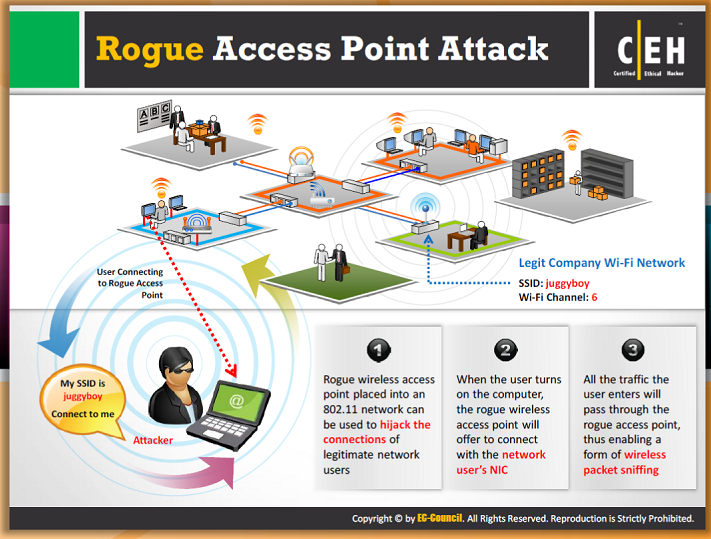 Rogue Access Point Attack
C|EH
Certified Ethical Hacker
ABC
Legit Company Wi-Fi Network
SSID: juggyboy
Wi-Fi Channel: 6
User Connecting
to Rogue Access
Point
My SSID is
juggyboy
Connect to me
Attacker
@
1
Rogue wireless access
point placed into an
802.11 network can
be used to hijack the
connections of
legitimate network
users
2
When the user turns
on the computer,
the rogue wireless
access point will
offer to connect
with the network
user's NIC
3
All the traffic the
user enters will
pass through the
rogue access point,
thus enabling a
form of wireless
packet sniffing
Copyright © by EC-Council. All Rights Reserved. Reproduction is Strictly Prohibited.